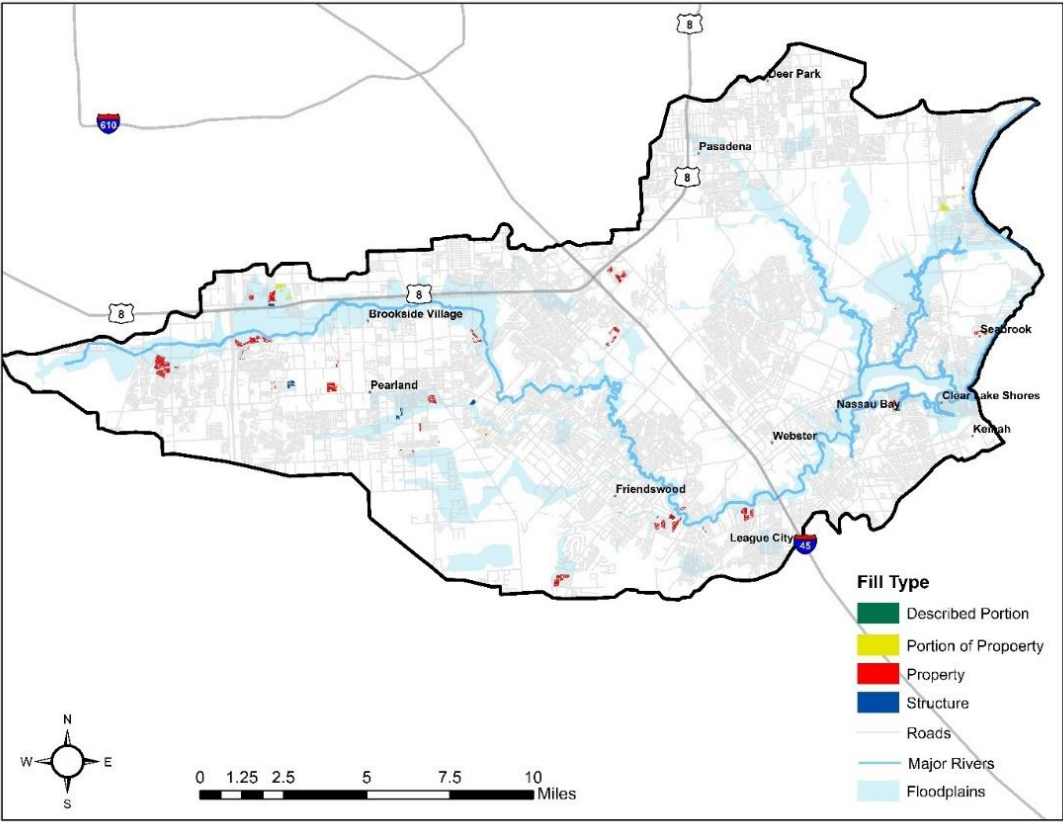 8
Deer Park
610
Pasadena
8
8
8
Brookside Village
Seabrook
Pearland
Clear Lake Shores
Nassau Bay
Webster
Kemah
Friendswood
League City
45
Fill Type
Described Portion
Portion of Propoerty
Property
Structure
Roads
Major Rivers
Floodplains
N
W E
S
0 1.25 2.5 5 7.5 10
Miles